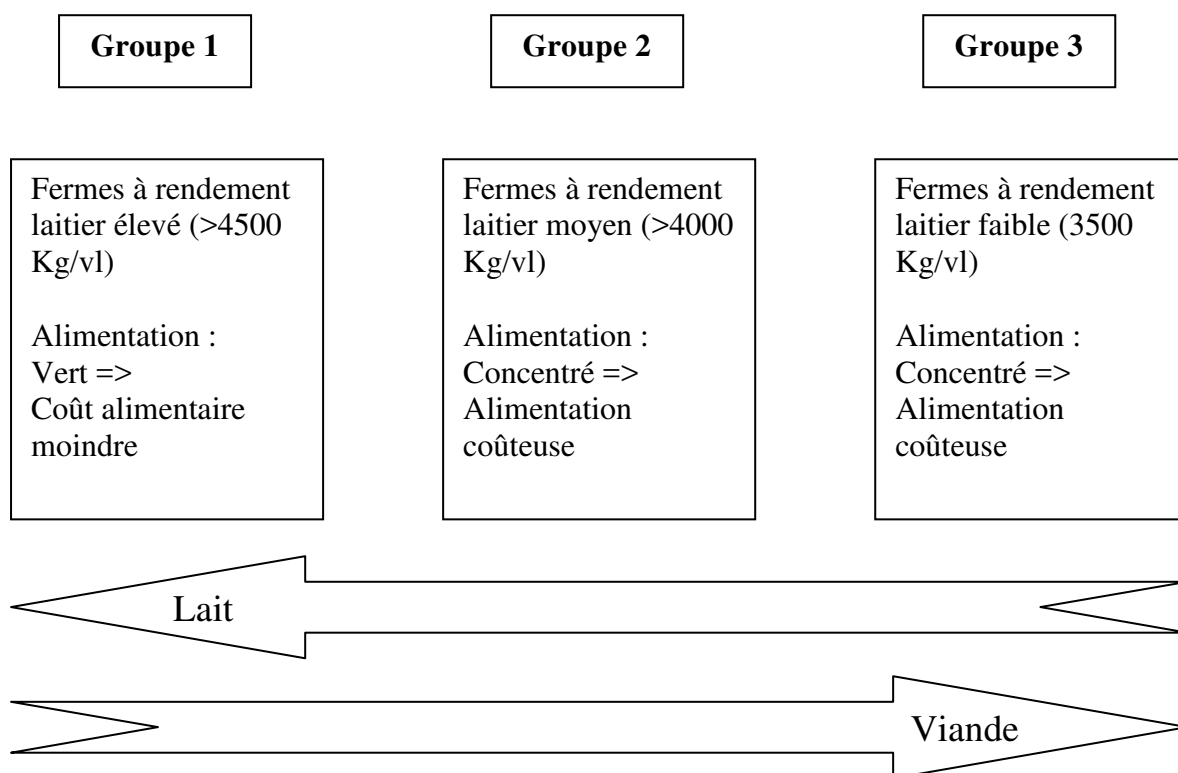 Groupe 1
Groupe 2
Groupe 3
Fermes à rendement
laitier élevé (>4500
Kg/vl)
Alimentation :
Vert =>
Coût alimentaire
moindre
Fermes à rendement
laitier moyen (>4000
Kg/vl)
Alimentation :
Concentré =>
Alimentation
coûteuse
Fermes à rendement
laitier faible (3500
Kg/vl)
Alimentation :
Concentré =>
Alimentation
coûteuse
Lait
Viande